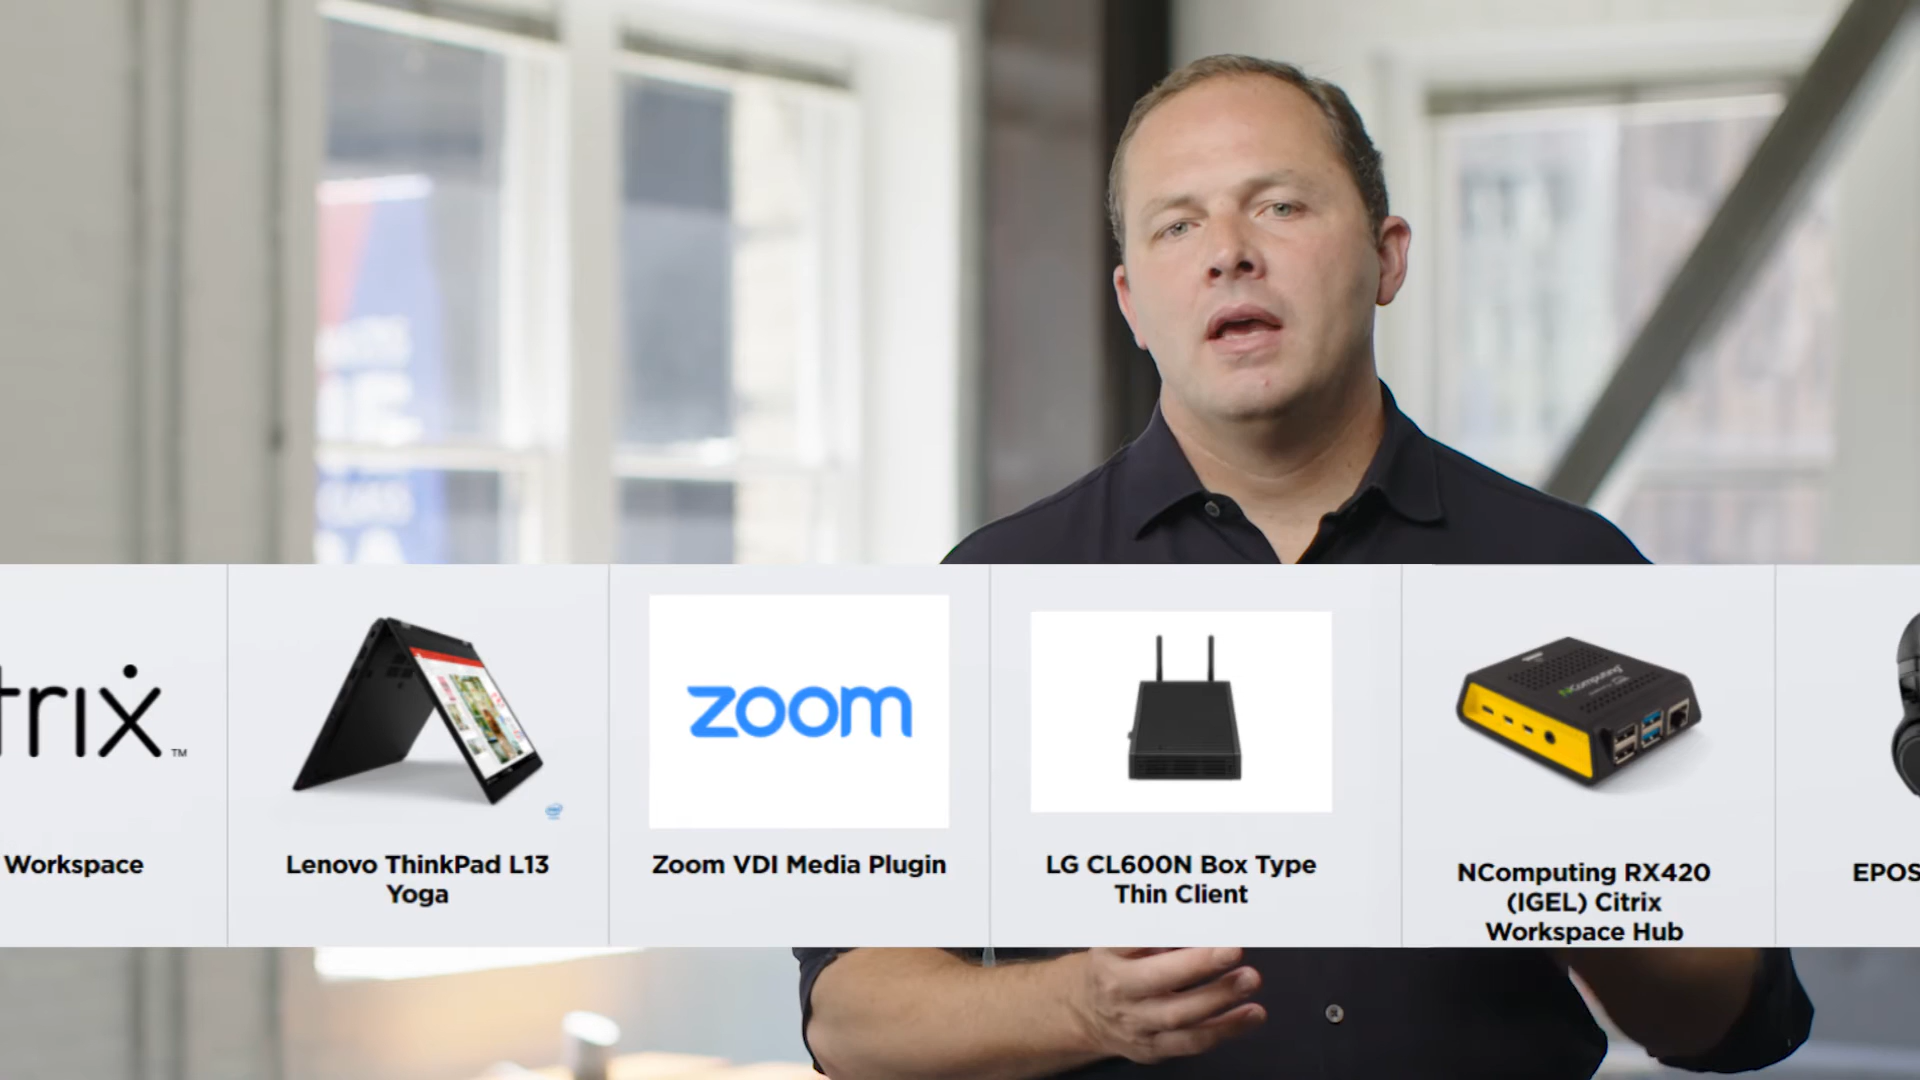 trix
™
Workspace
Lenovo ThinkPad L13
Yoga
zoom
Zoom VDI Media Plugin
LG CL600N Box Type
Thin Client
NComputing
NComputing RX420
(IGEL) Citrix
Workspace Hub
EPOS